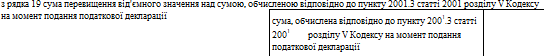 з рядка 19 сума перевищення від'ємного значення над сумою, обчисленою відповідно до пункту 2001.3 статті 2001 розділу V Кодексу
на момент подання податкової декларації
сума, обчислена відповідно до пункту 200¹.3 статті
200¹ розділу V Кодексу на момент подання
податкової декларації